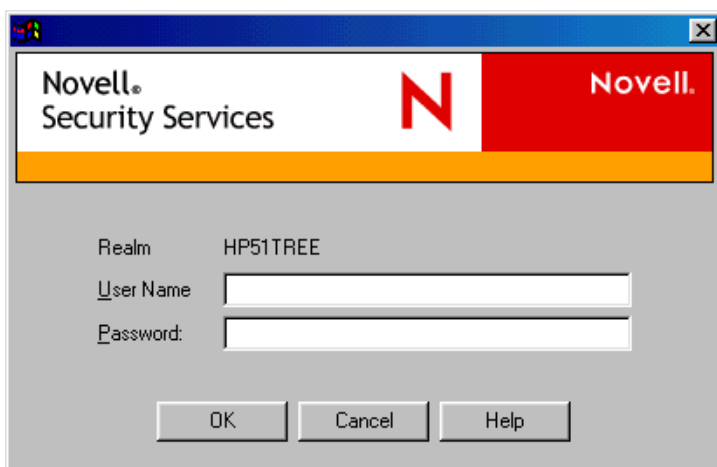 Novell®
Security Services
N
Novell.
Realm HP51TREE
User Name
Password:
OK Cancel Help